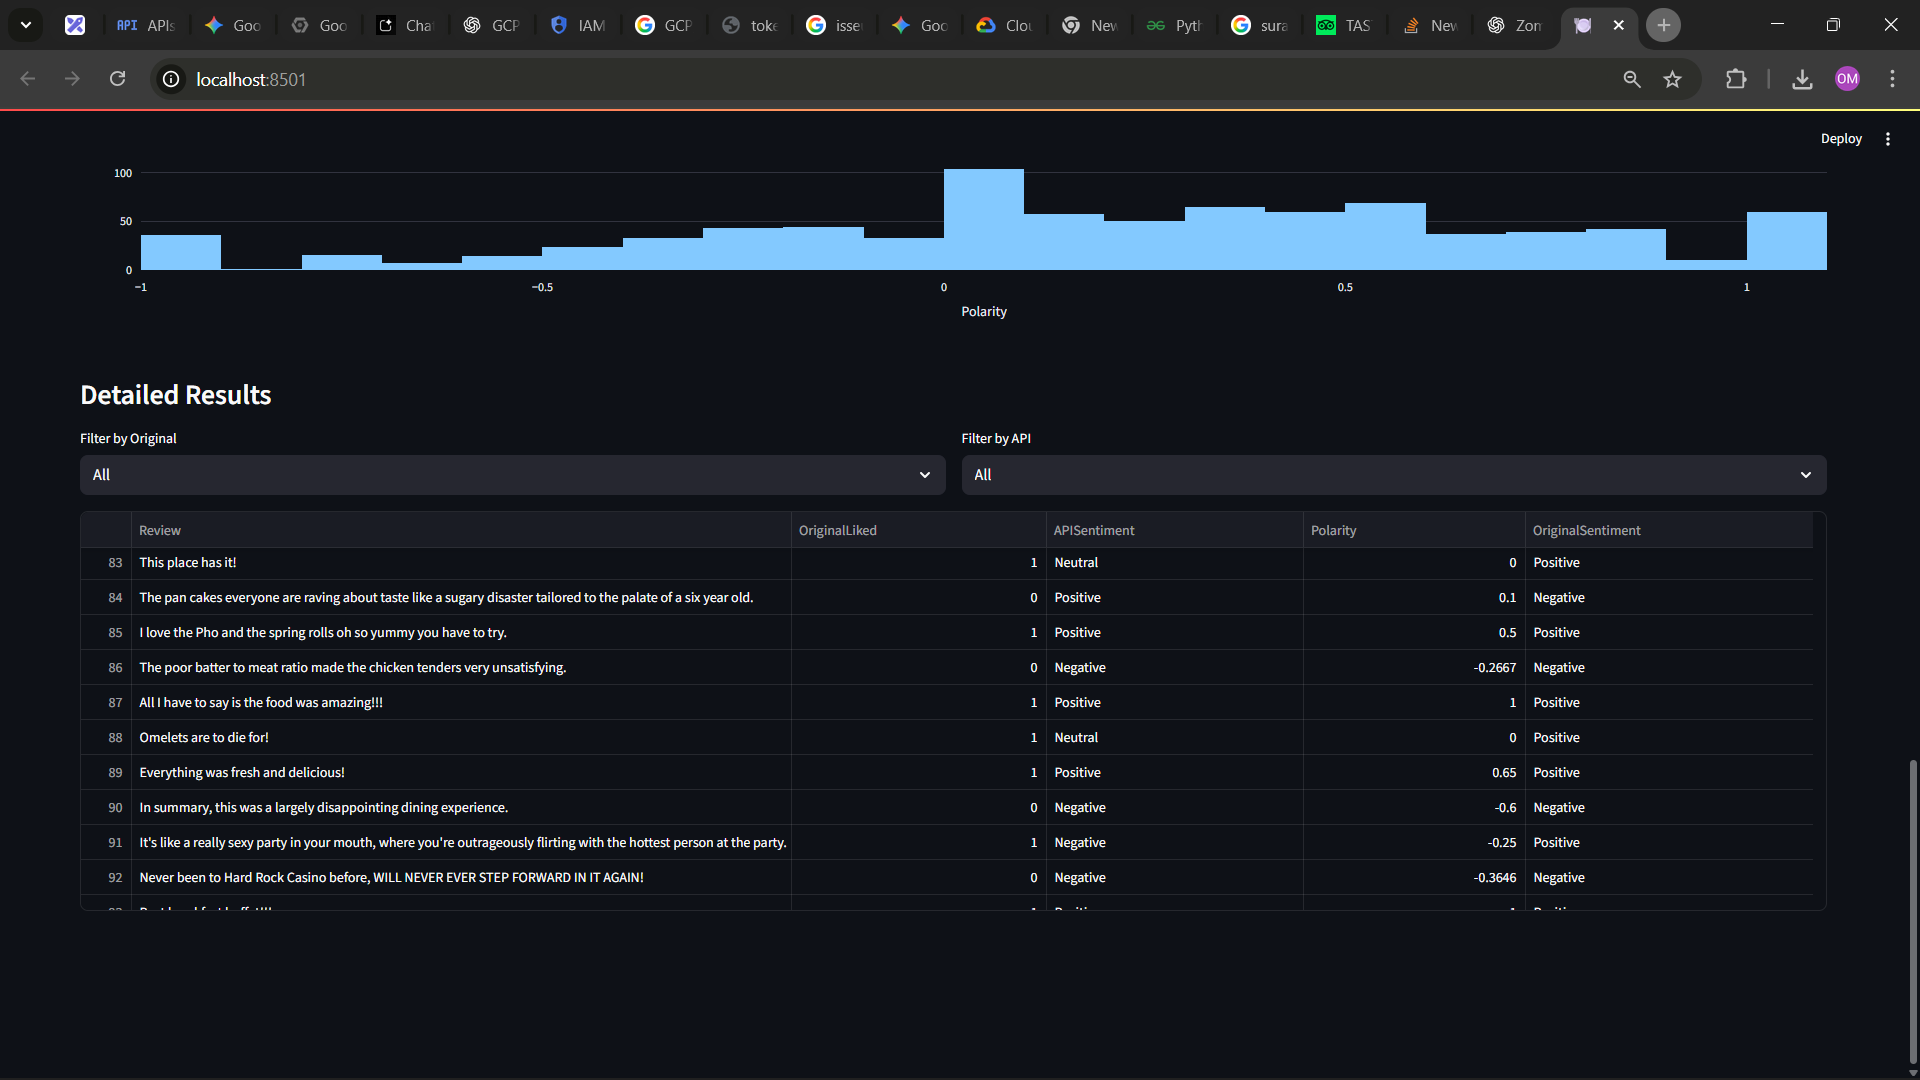 API APIs
Goo
Goo
Cha
GCP
IAM
GCP
toke
isse
Goo
Clou
New
Pyth
sura
TAS
New
Zom
localhost:8501
OM
Deploy
100
50
0
−1 −0.5 0 0.5 1
Polarity
Detailed Results
Filter by Original Filter by API
All All
Review OriginalLiked APISentiment Polarity OriginalSentiment
83 This place has it! 1 Neutral 0 Positive
84 The pan cakes everyone are raving about taste like a sugary disaster tailored to the palate of a six year old. 0 Positive 0.1 Negative
85 I love the Pho and the spring rolls oh so yummy you have to try. 1 Positive 0.5 Positive
86 The poor batter to meat ratio made the chicken tenders very unsatisfying. 0 Negative -0.2667 Negative
87 All I have to say is the food was amazing!!! 1 Positive 1 Positive
88 Omelets are to die for! 1 Neutral 0 Positive
89 Everything was fresh and delicious! 1 Positive 0.65 Positive
90 In summary, this was a largely disappointing dining experience. 0 Negative -0.6 Negative
91 It's like a really sexy party in your mouth, where you're outrageously flirting with the hottest person at the party. 1 Negative -0.25 Positive
92 Never been to Hard Rock Casino before, WILL NEVER EVER STEP FORWARD IN IT AGAIN! 0 Negative -0.3646 Negative